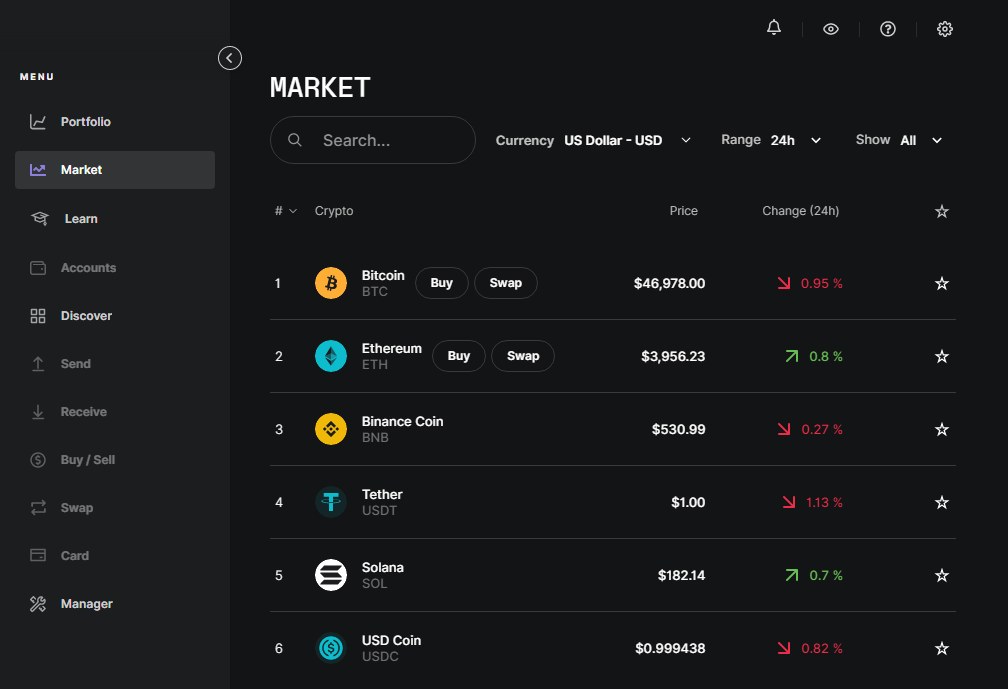 MENU
Portfolio
Market
Learn
Accounts
Discover
Send
Receive
Buy / Sell
Swap
Card
Manager
MARKET
Search...
Currency US Dollar - USD
Range 24h
Show All
# Crypto Price Change (24h)
1 Bitcoin BTC Buy Swap $46,978.00 0.95 %
2 Ethereum ETH Buy Swap $3,956.23 0.8 %
3 Binance Coin BNB $530.99 0.27 %
4 Tether USDT $1.00 1.13 %
5 Solana SOL $182.14 0.7 %
6 USD Coin USDC $0.999438 0.82 %